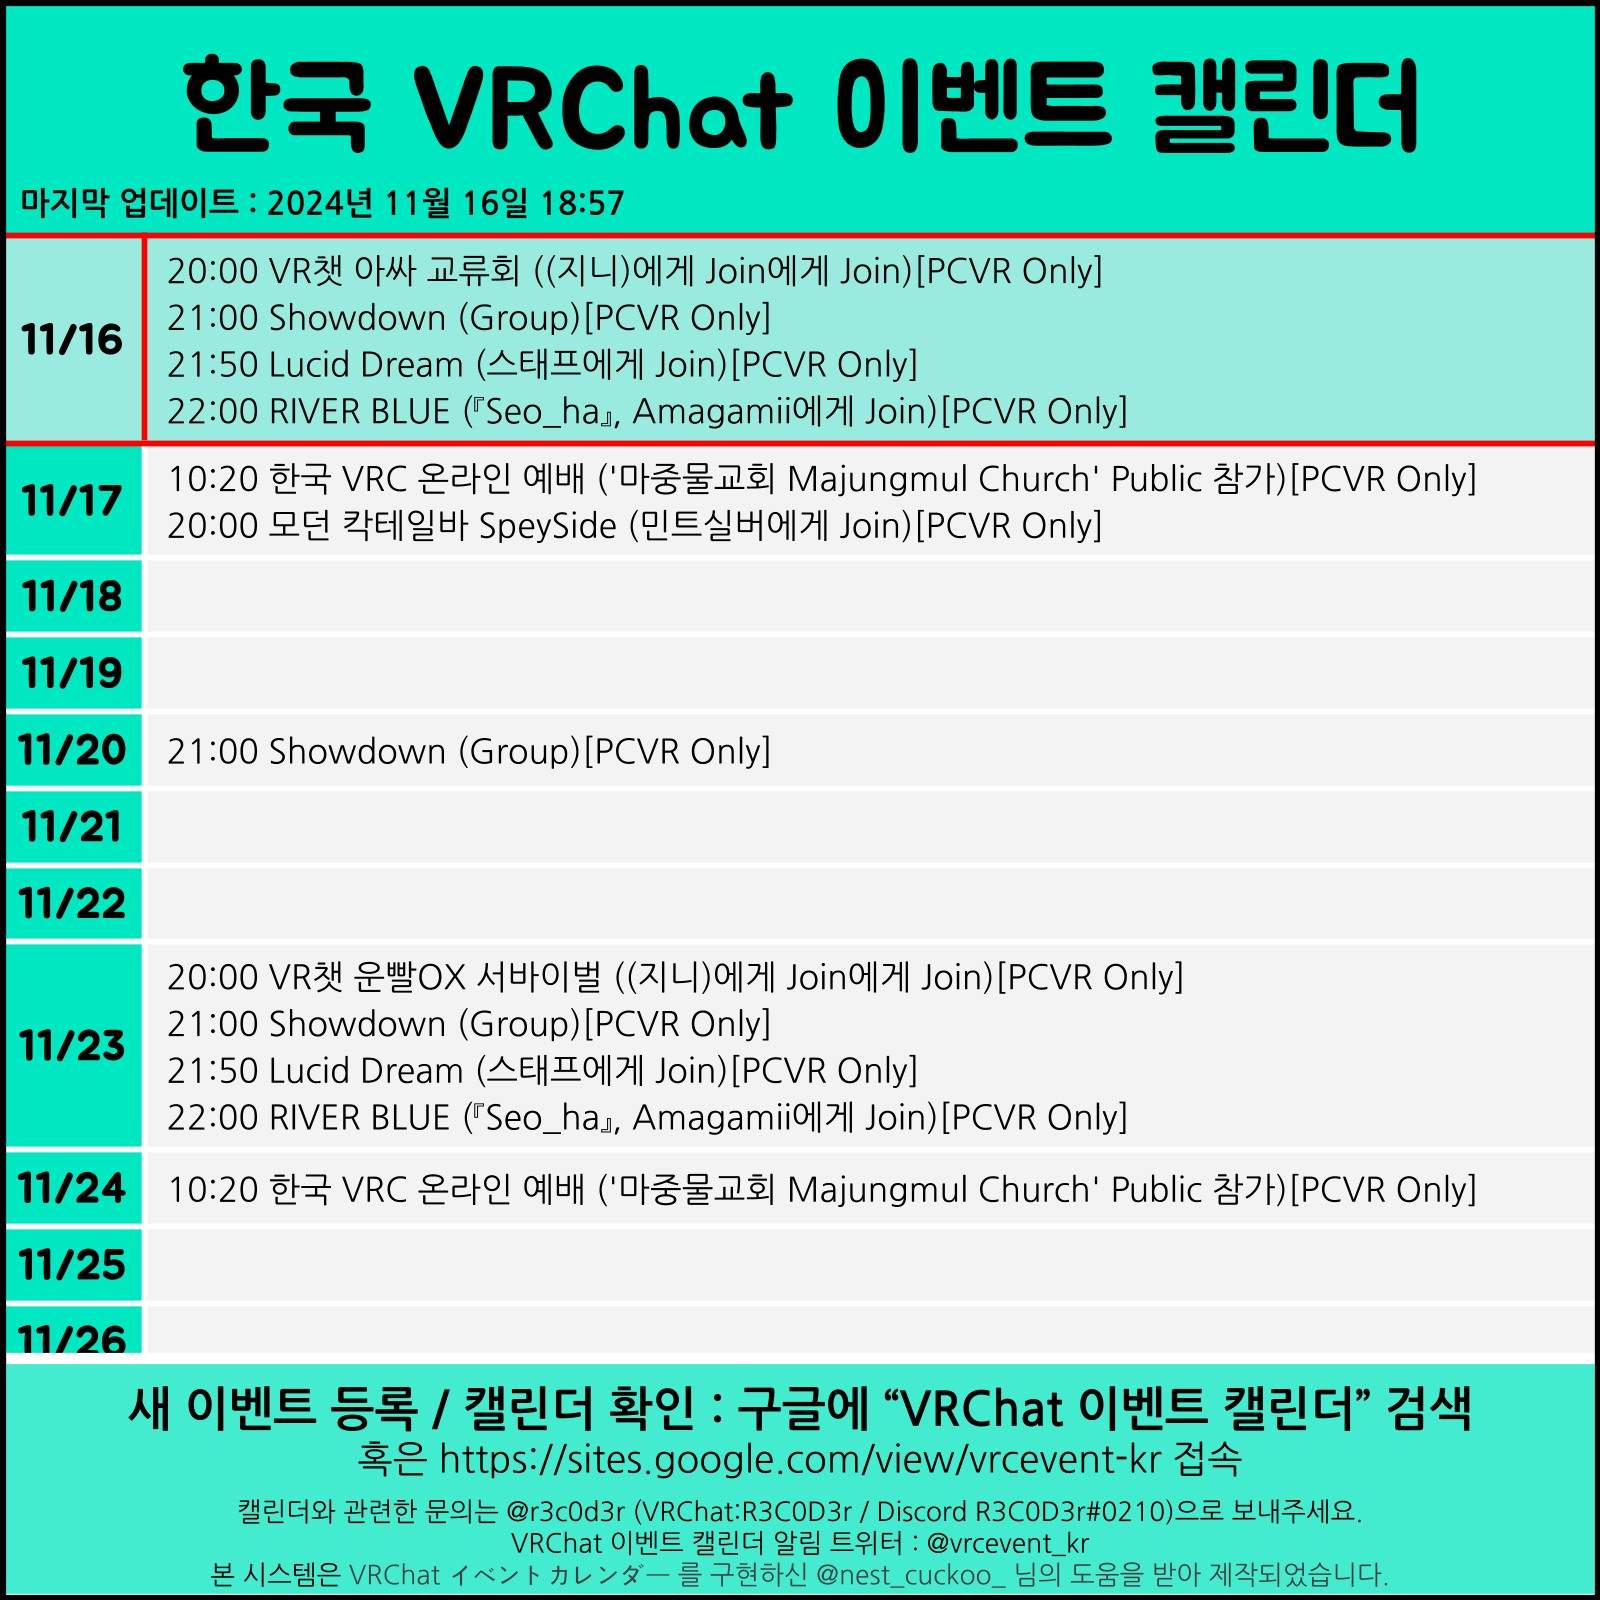 한국 VRChat 이벤트 캘린더
마지막 업데이트 : 2024년 11월 16일 18:57
11/16
20:00 VR챗 아싸 교류회 ((지니)에게 Join에게 Join)[PCVR Only]
21:00 Showdown (Group)[PCVR Only]
21:50 Lucid Dream (스태프에게 Join)[PCVR Only]
22:00 RIVER BLUE (『Seo_ha』, Amagamii에게 Join)[PCVR Only]
11/17
10:20 한국 VRC 온라인 예배 ('마중물교회 Majungmul Church' Public 참가)[PCVR Only]
20:00 모던 칵테일바 SpeySide (민트실버에게 Join)[PCVR Only]
11/18
11/19
11/20
21:00 Showdown (Group)[PCVR Only]
11/21
11/22
11/23
20:00 VR챗 운빨OX 서바이벌 ((지니)에게 Join에게 Join)[PCVR Only]
21:00 Showdown (Group)[PCVR Only]
21:50 Lucid Dream (스태프에게 Join)[PCVR Only]
22:00 RIVER BLUE (『Seo_ha』, Amagamii에게 Join)[PCVR Only]
11/24
10:20 한국 VRC 온라인 예배 ('마중물교회 Majungmul Church' Public 참가)[PCVR Only]
11/25
11/26
새 이벤트 등록 / 캘린더 확인 : 구글에 “VRChat 이벤트 캘린더” 검색
혹은 https://sites.google.com/view/vrcevent-kr 접속
캘린더와 관련한 문의는 @r3c0d3r (VRChat:R3C0D3r / Discord R3C0D3r#0210)으로 보내주세요.
VRChat 이벤트 캘린더 알림 트위터 : @vrcevent_kr
본 시스템은 VRChat イベントカレンダー 를 구현하신 @nest_cuckoo_ 님의 도움을 받아 제작되었습니다.